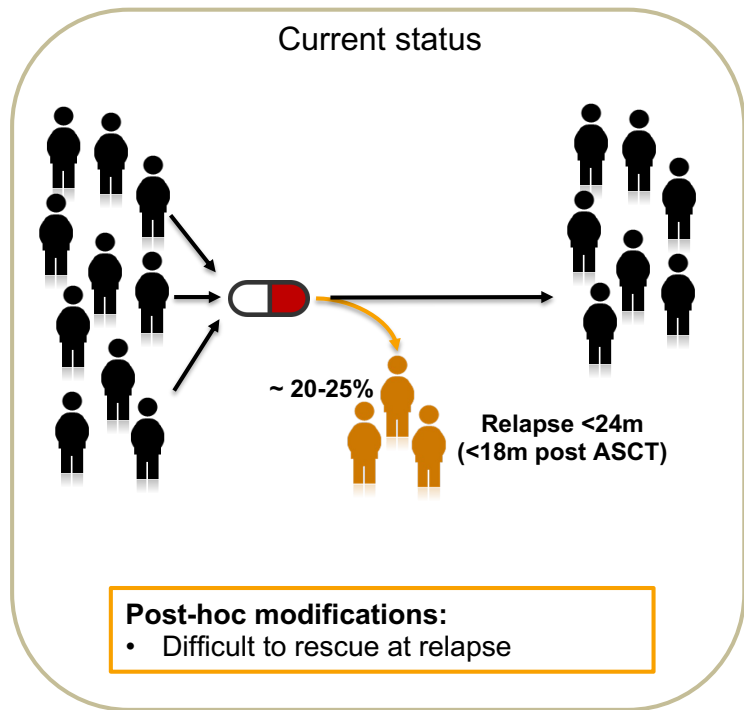 Current status
~ 20-25%
Relapse <24m
(<18m post ASCT)
Post-hoc modifications:
• Difficult to rescue at relapse